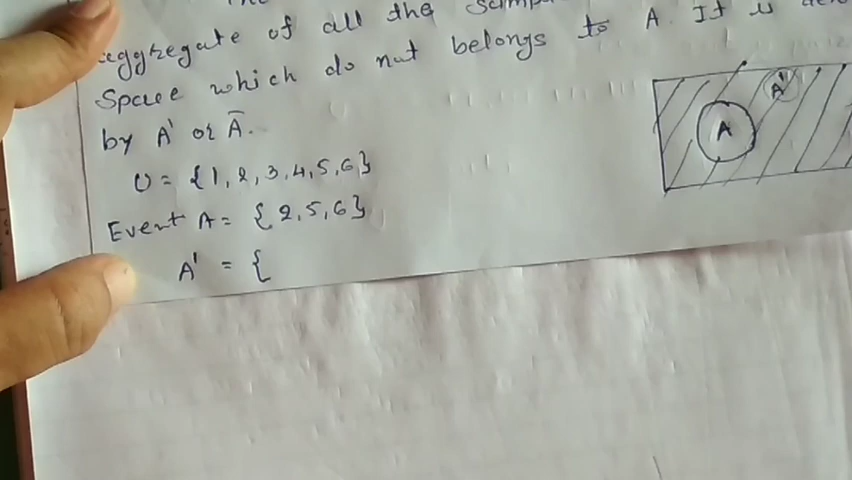 aggregate of all the
Space which do not belongs to A. It is
by A' or A̅.
U = {1, 2, 3, 4, 5, 6}
Event A = {2, 5, 6}
A' = {
A
A'